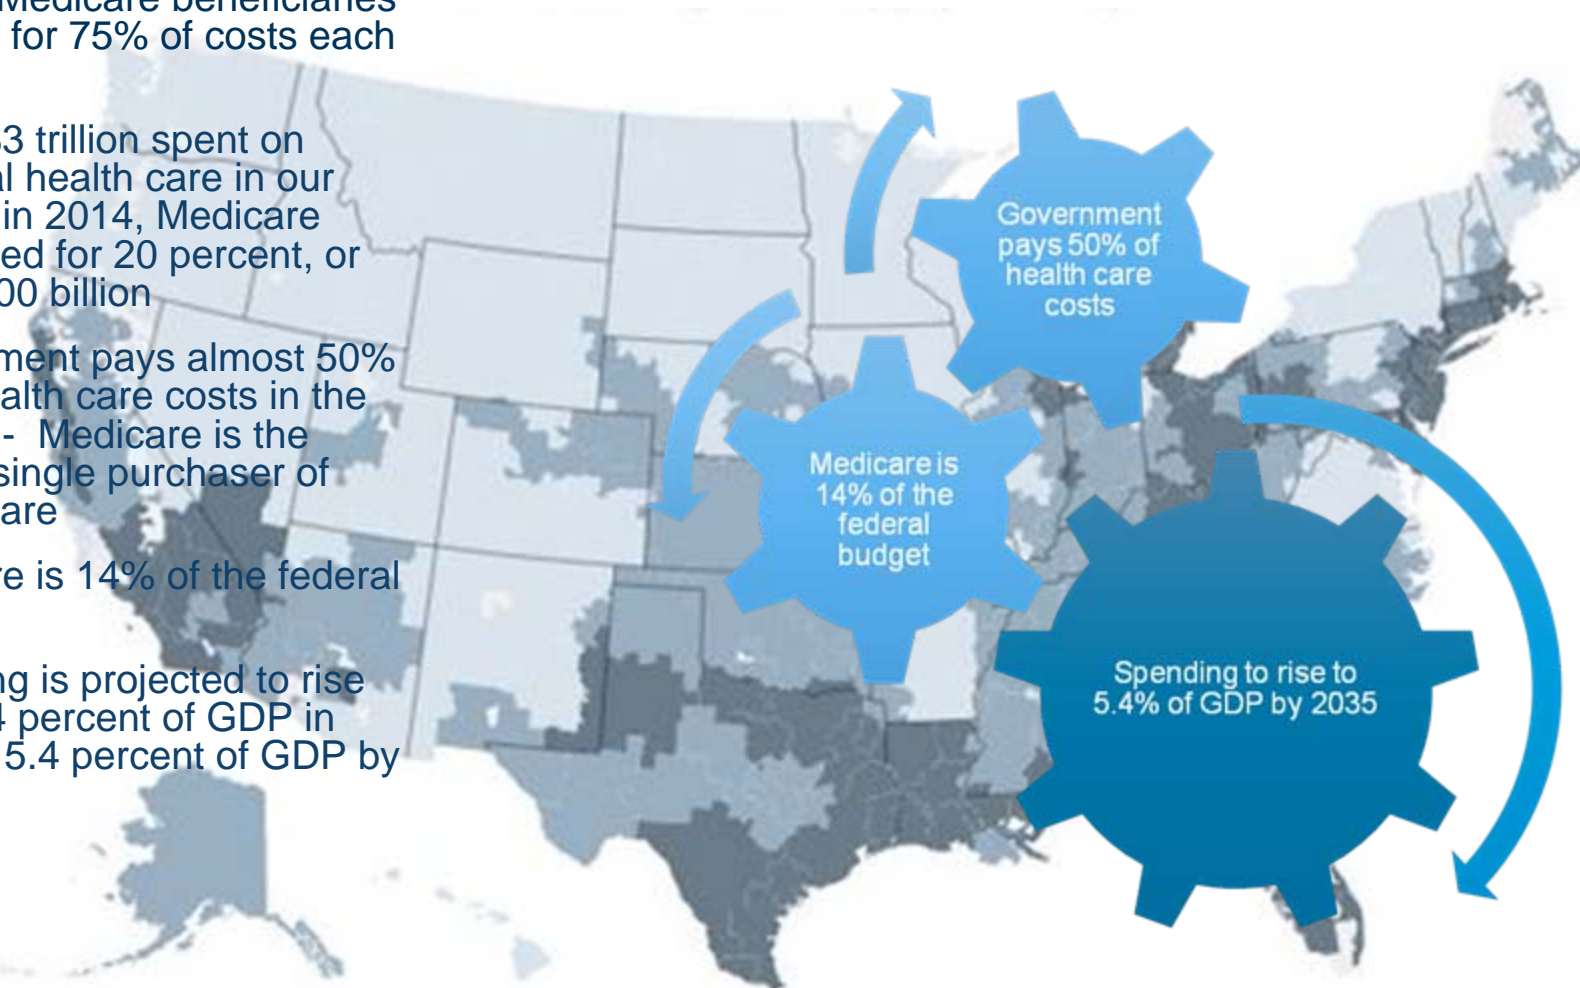 Medicare beneficiaries
for 75% of costs each
3 trillion spent on
health care in our
in 2014, Medicare
for 20 percent, or
billion
pays almost 50%
care costs in the
- Medicare is the
single purchaser of
is 14% of the federal
is projected to rise
percent of GDP in
5.4 percent of GDP by
Government
pays 50% of
health care
costs
Medicare is
14% of the
federal
budget
Spending to rise to
5.4% of GDP by 2035